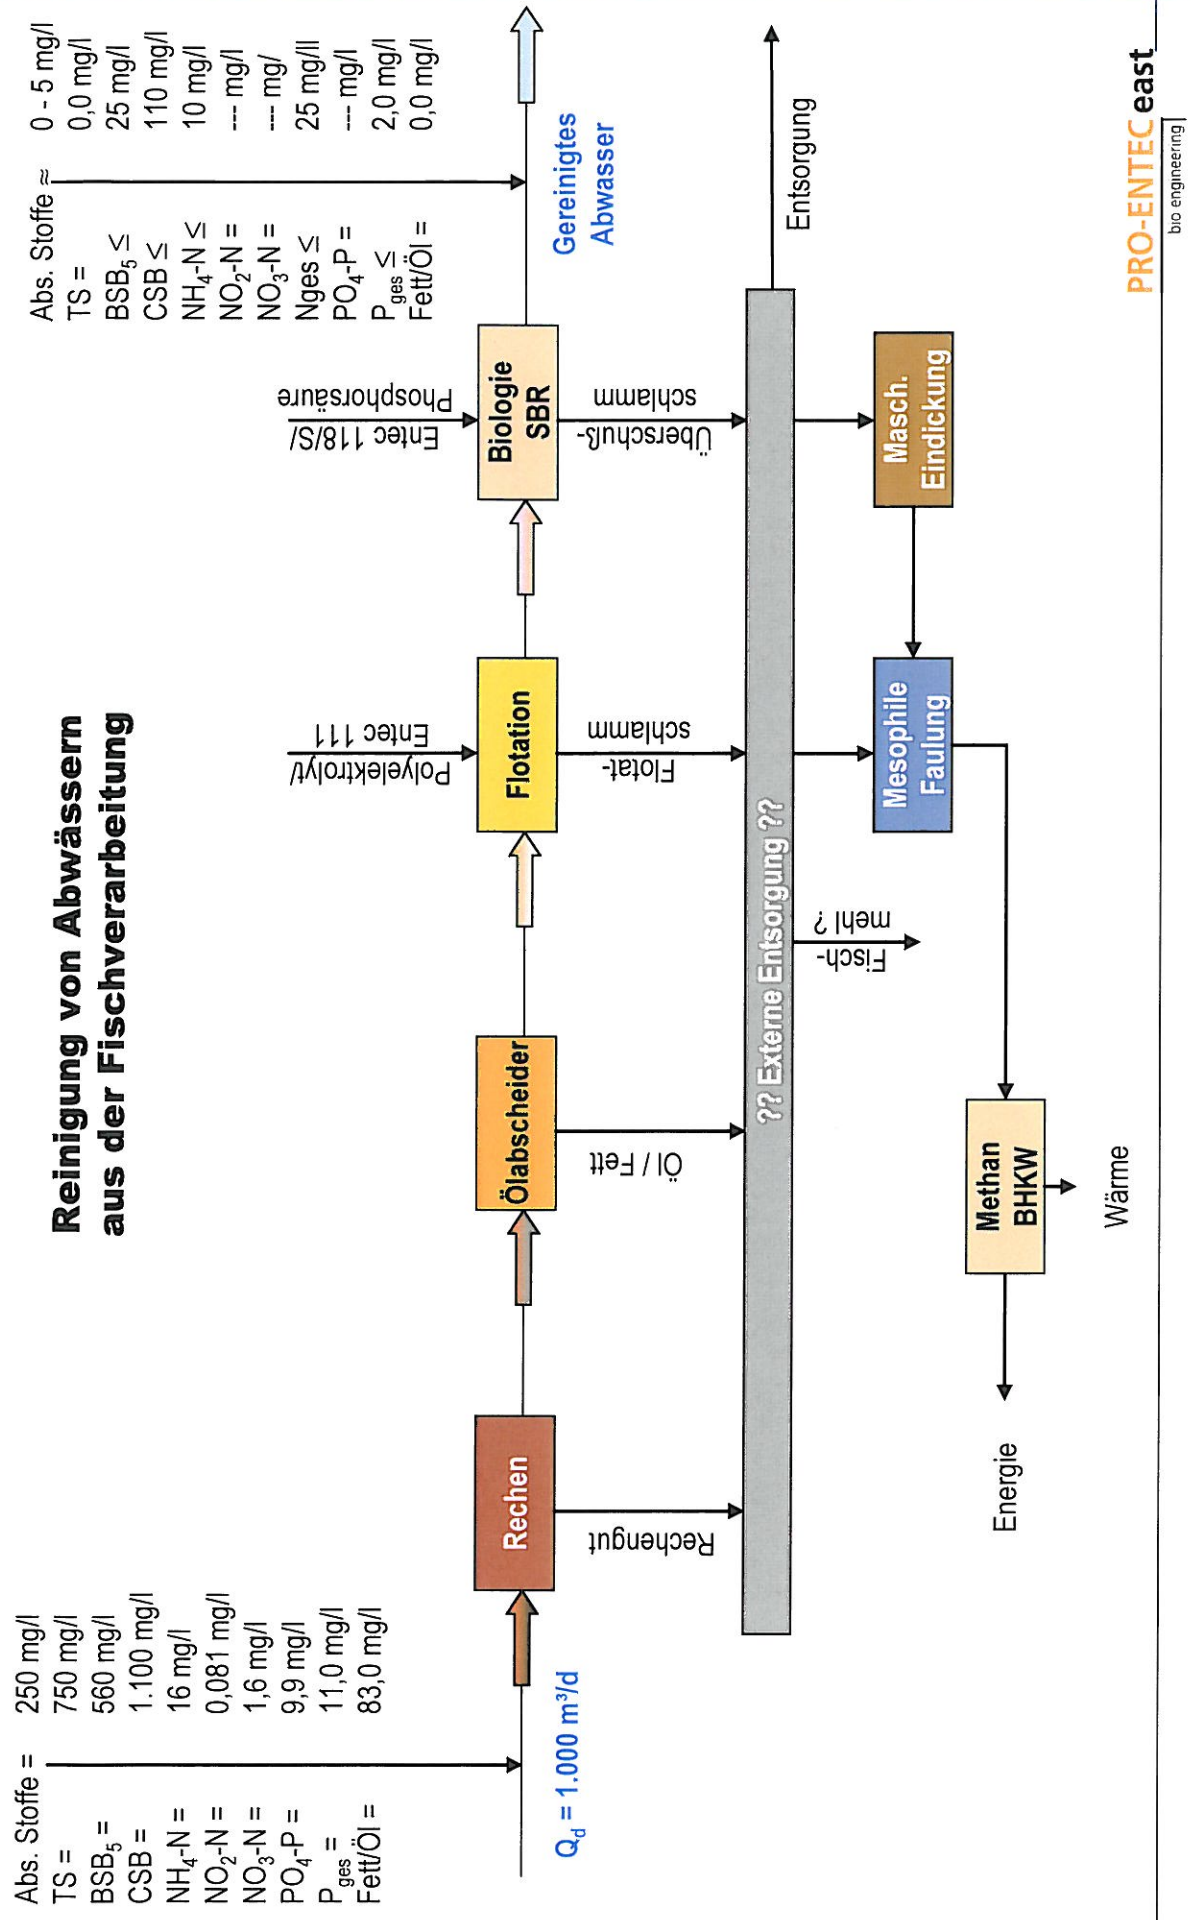 Reinigung von Abwässern
aus der Fischverarbeitung
Abs. Stoffe = 250 mg/l
TS = 750 mg/l
BSB5 = 560 mg/l
CSB = 1.100 mg/l
NH4-N = 16 mg/l
NO2-N = 0,081 mg/l
NO3-N = 1,6 mg/l
PO4-P = 9,9 mg/l
Pges = 11,0 mg/l
Fett/Öl = 83,0 mg/l
Abs. Stoffe ≈ 0 - 5 mg/l
TS = 0,0 mg/l
BSB5 ≤ 25 mg/l
CSB ≤ 110 mg/l
NH4-N ≤ 10 mg/l
NO2-N = --- mg/l
NO3-N = --- mg/
Nges ≤ 25 mg/ll
PO4-P = --- mg/l
Pges ≤ 2,0 mg/l
Fett/Öl = 0,0 mg/l
Polyelektrolyt/
Entec 111
Entec 118/S/
Phosphorsäure
Qd = 1.000 m³/d
Rechen
Ölabscheider
Flotation
Biologie
SBR
Gereinigtes
Abwasser
Rechengut
Öl / Fett
Flotat-
schlamm
Überschuß-
schlamm
?? Externe Entsorgung ??
Entsorgung
Fisch-
mehl ?
Mesophile
Faulung
Masch.
Eindickung
Methan
BHKW
Energie
Wärme
PRO-ENTEC east
bio engineering